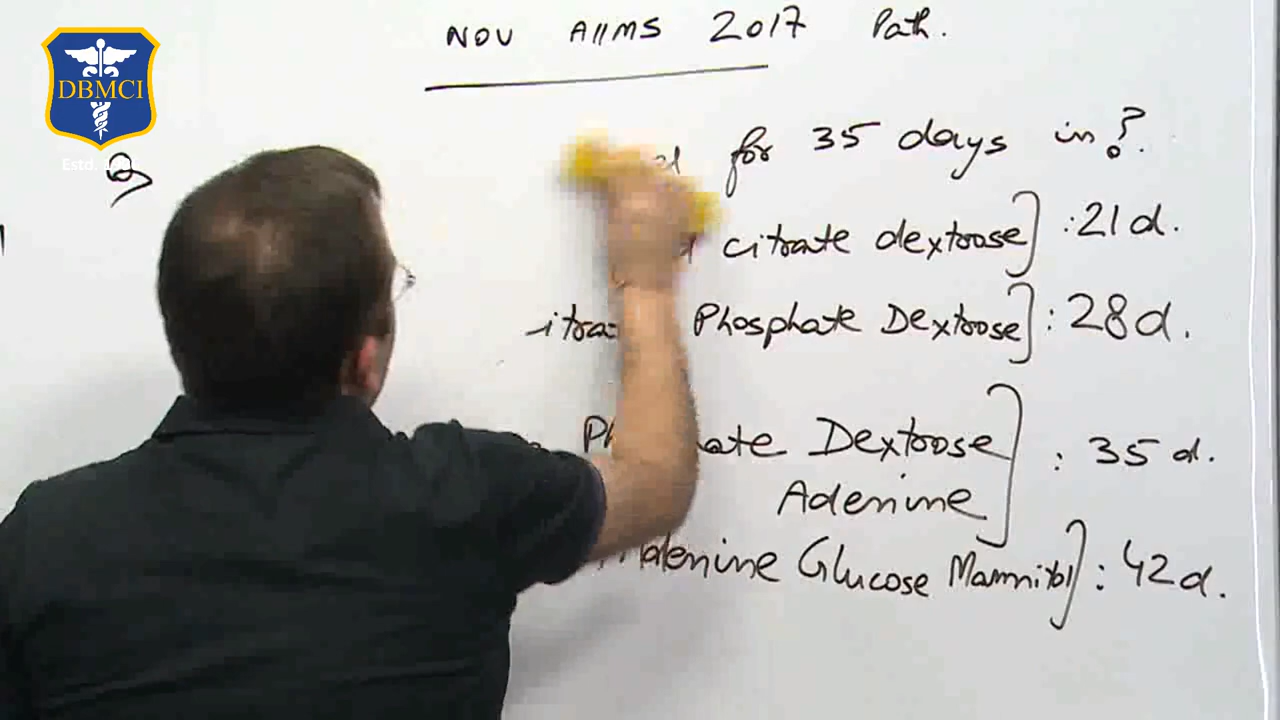 DBMCI
NOV AIIMS 2017 Path.
Q
for 35 days in?
citrate dextrose] : 21 d.
Phosphate Dextrose] : 28 d.
Dextrose
Adenine] : 35 d.
Adenine Glucose Mannitol] : 42 d.